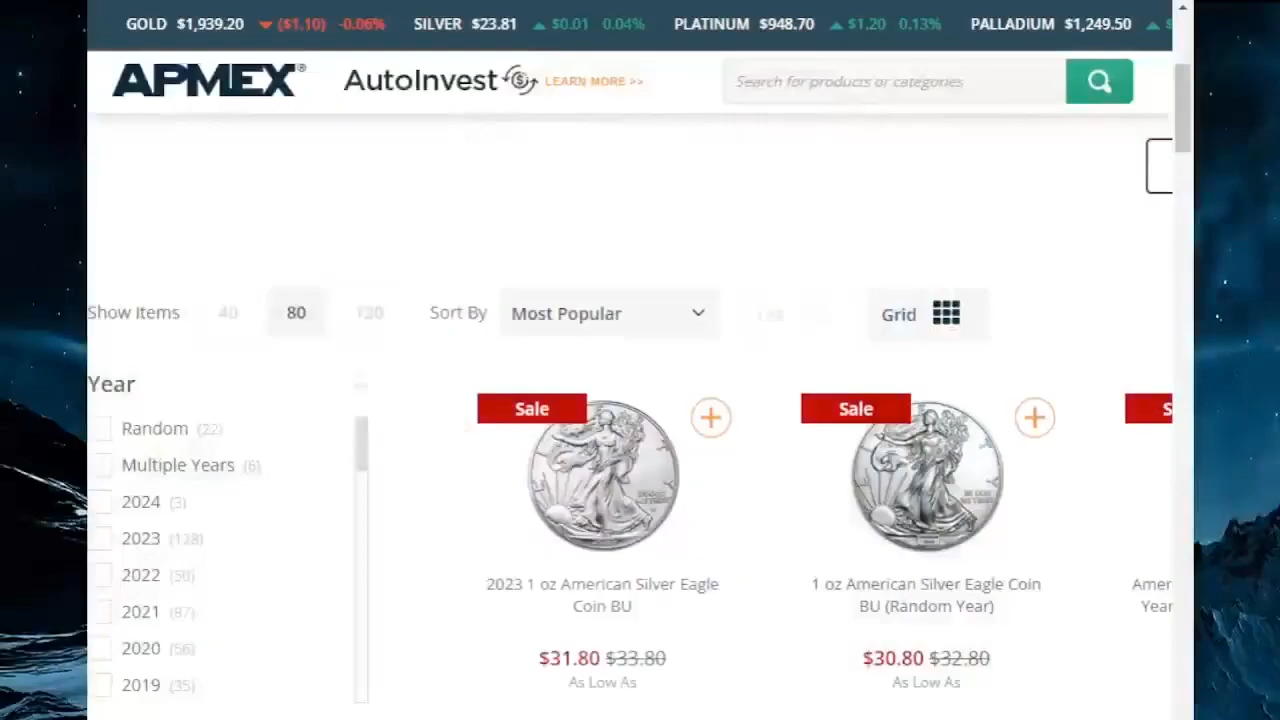 GOLD $1,939.20 ($1.10) -0.06% SILVER $23.81 $0.01 0.04% PLATINUM $948.70 $1.20 0.13% PALLADIUM $1,249.50 $
APMEX® AutoInvest LEARN MORE >> Search for products or categories
Show Items 40 80 120 Sort By Most Popular Grid
Year
Sale Sale S
Random (22)
Multiple Years (6)
2024 (3)
2023 (128)
2022 (50)
2021 (87)
2020 (56)
2019 (35)
2023 1 oz American Silver Eagle
Coin BU
$31.80 $33.80
As Low As
1 oz American Silver Eagle Coin
BU (Random Year)
$30.80 $32.80
As Low As
Amer
Year